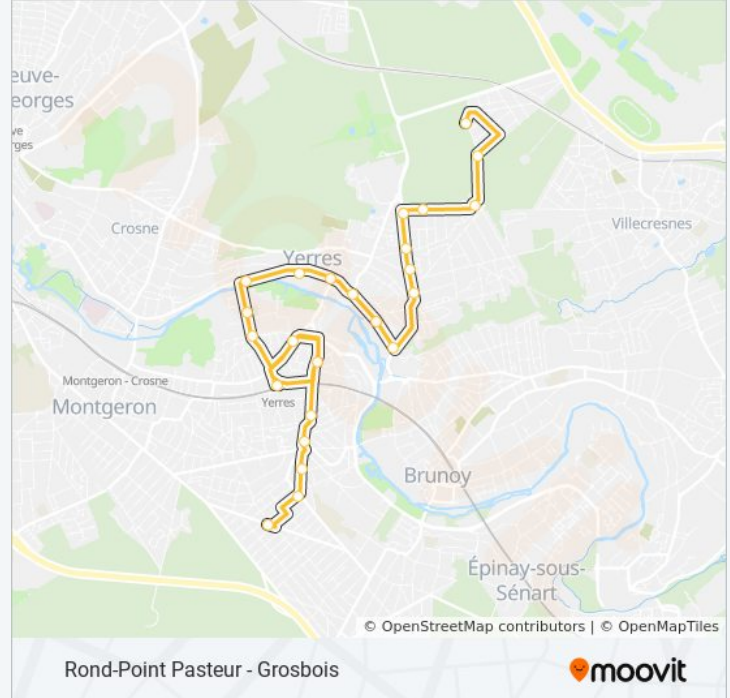 euve-
eorges
ve
rges
Crosne
Yerres
Villecresnes
Montgeron - Crosne
Montgeron
Yerres
Brunoy
Épinay-sous-
Sénart
© OpenStreetMap contributors | © OpenMapTiles
Rond-Point Pasteur - Grosbois
moovit